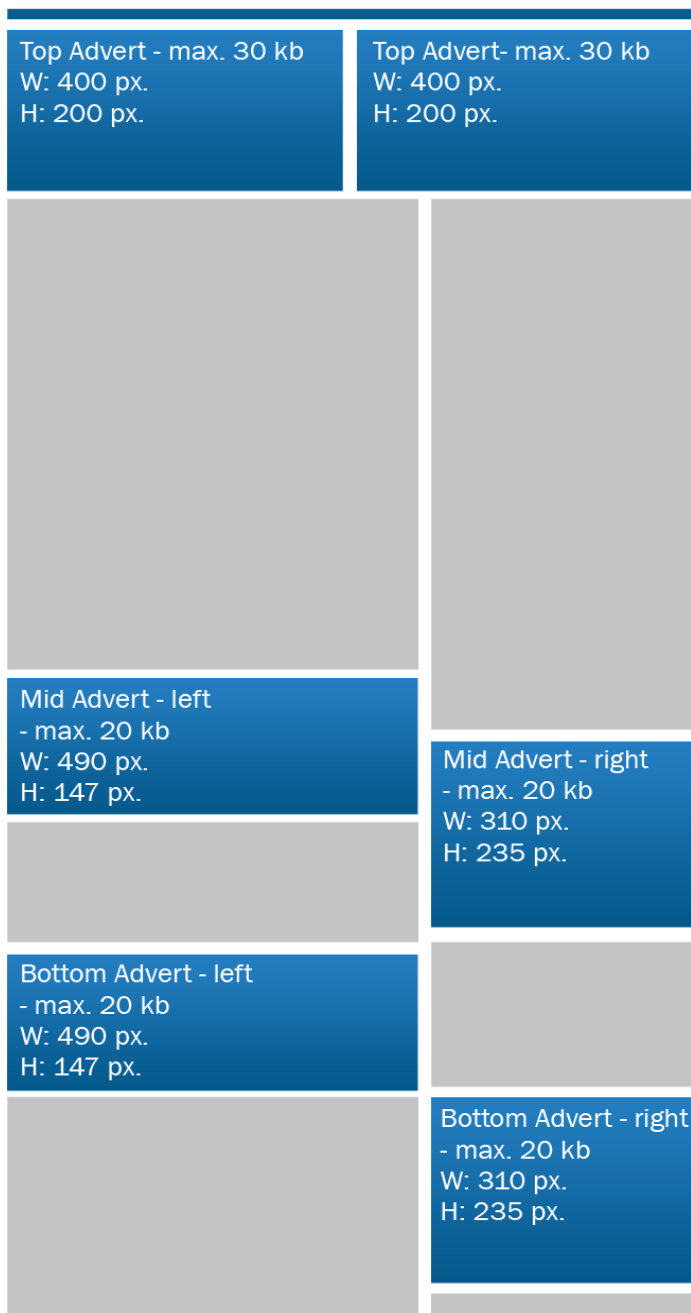 Top Advert - max. 30 kb
W: 400 px.
H: 200 px.
Top Advert- max. 30 kb
W: 400 px.
H: 200 px.
Mid Advert - left
- max. 20 kb
W: 490 px.
H: 147 px.
Mid Advert - right
- max. 20 kb
W: 310 px.
H: 235 px.
Bottom Advert - left
- max. 20 kb
W: 490 px.
H: 147 px.
Bottom Advert - right
- max. 20 kb
W: 310 px.
H: 235 px.